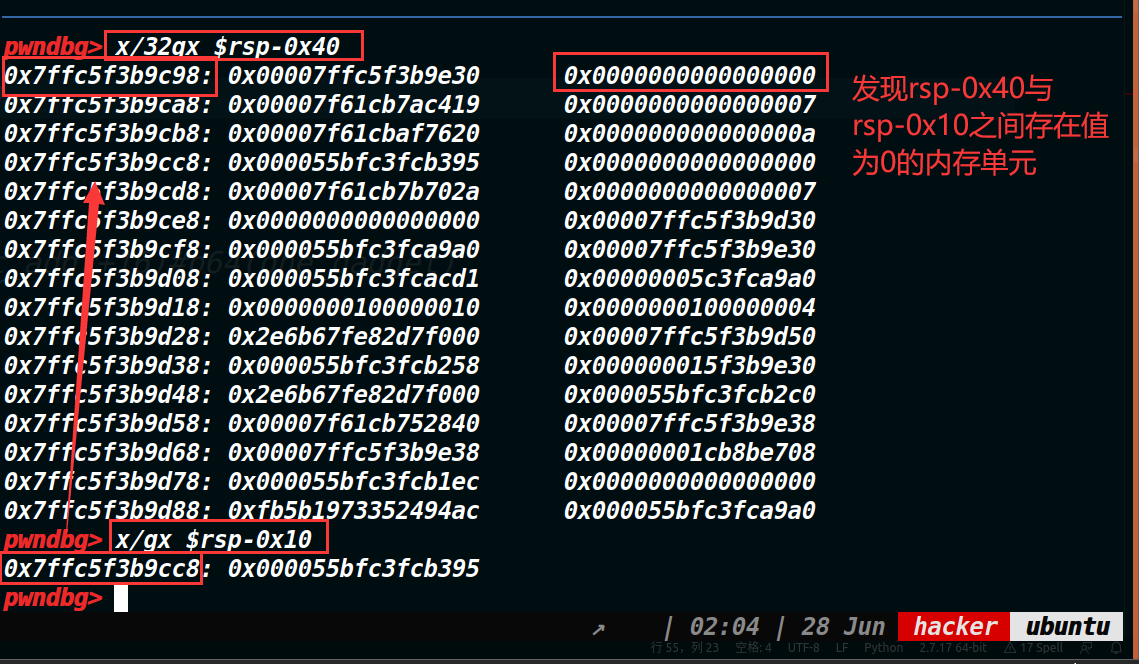 pwndbg> x/32gx $rsp-0x40
0x7ffc5f3b9c98: 0x00007ffc5f3b9e30 0x0000000000000000
0x7ffc5f3b9ca8: 0x00007f61cb7ac419 0x0000000000000007
0x7ffc5f3b9cb8: 0x00007f61cbaf7620 0x000000000000000a
0x7ffc5f3b9cc8: 0x000055bfc3fcb395 0x0000000000000000
0x7ffc5f3b9cd8: 0x00007f61cb7b702a 0x0000000000000007
0x7ffc5f3b9ce8: 0x0000000000000000 0x00007ffc5f3b9d30
0x7ffc5f3b9cf8: 0x000055bfc3fca9a0 0x00007ffc5f3b9e30
0x7ffc5f3b9d08: 0x000055bfc3fcacd1 0x00000005c3fca9a0
0x7ffc5f3b9d18: 0x0000000100000010 0x0000000100000004
0x7ffc5f3b9d28: 0x2e6b67fe82d7f000 0x00007ffc5f3b9d50
0x7ffc5f3b9d38: 0x000055bfc3fcb258 0x000000015f3b9e30
0x7ffc5f3b9d48: 0x2e6b67fe82d7f000 0x000055bfc3fcb2c0
0x7ffc5f3b9d58: 0x00007f61cb752840 0x00007ffc5f3b9e38
0x7ffc5f3b9d68: 0x00007ffc5f3b9e38 0x00000001cb8be708
0x7ffc5f3b9d78: 0x000055bfc3fcb1ec 0x0000000000000000
0x7ffc5f3b9d88: 0xfb5b1973352494ac 0x000055bfc3fca9a0
pwndbg> x/gx $rsp-0x10
0x7ffc5f3b9cc8: 0x000055bfc3fcb395
pwndbg>
发现rsp-0x40与
rsp-0x10之间存在值
为0的内存单元
↗ | 02:04 | 28 Jun hacker ubuntu
行 55，列 23 空格: 4 UTF-8 LF Python 2.7.17 64-bit 17 Spell